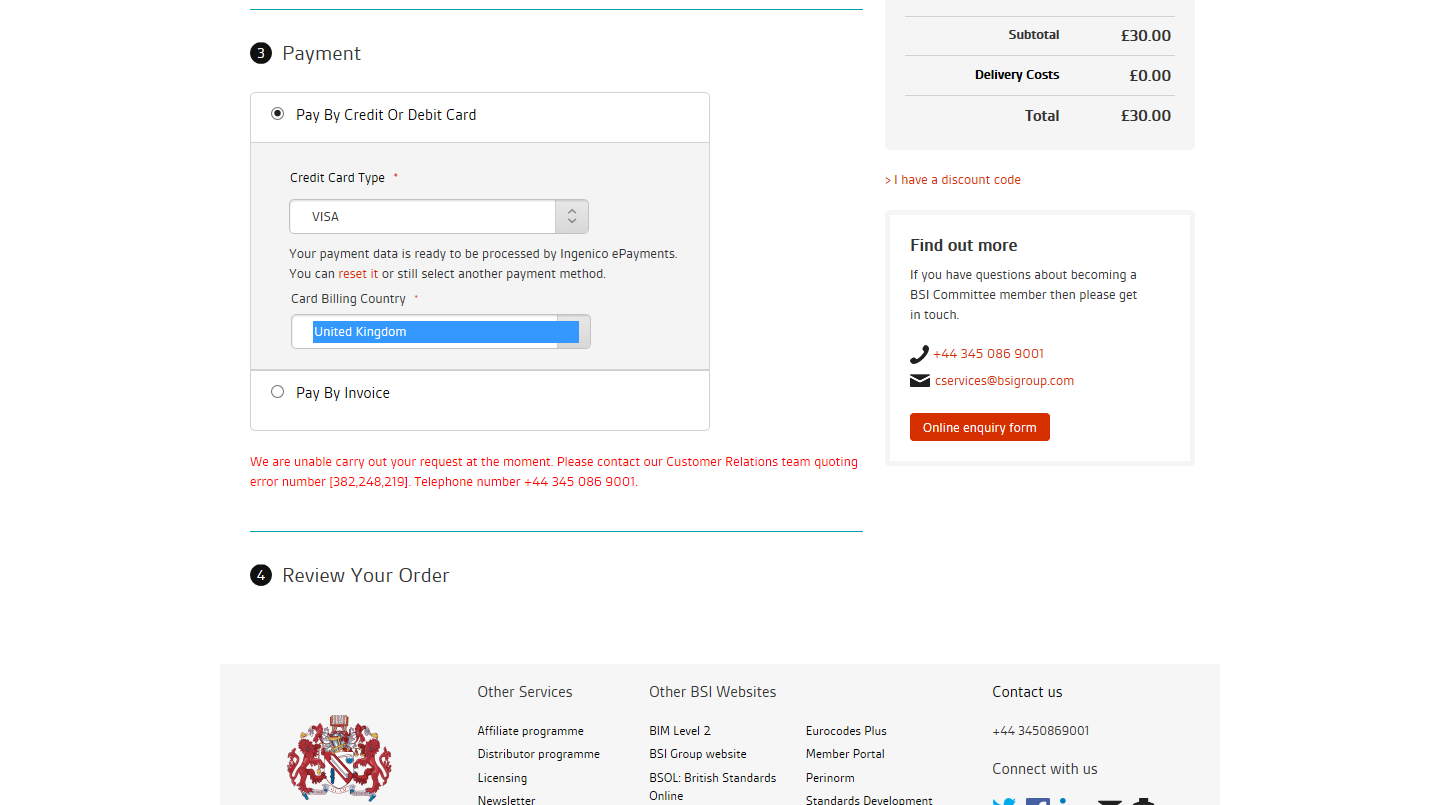 3 Payment
Pay By Credit Or Debit Card
Credit Card Type *
VISA
Your payment data is ready to be processed by Ingenico ePayments.
You can reset it or still select another payment method.
Card Billing Country *
United Kingdom
Pay By Invoice
We are unable carry out your request at the moment. Please contact our Customer Relations team quoting
error number [382,248,219]. Telephone number +44 345 086 9001.
4 Review Your Order
Subtotal £30.00
Delivery Costs £0.00
Total £30.00
> I have a discount code
Find out more
If you have questions about becoming a
BSI Committee member then please get
in touch.
+44 345 086 9001
cservices@bsigroup.com
Online enquiry form
Other Services
Affiliate programme
Distributor programme
Licensing
Newsletter
Other BSI Websites
BIM Level 2
BSI Group website
BSOL: British Standards
Online
Eurocodes Plus
Member Portal
Perinorm
Standards Development
Contact us
+44 3450869001
Connect with us